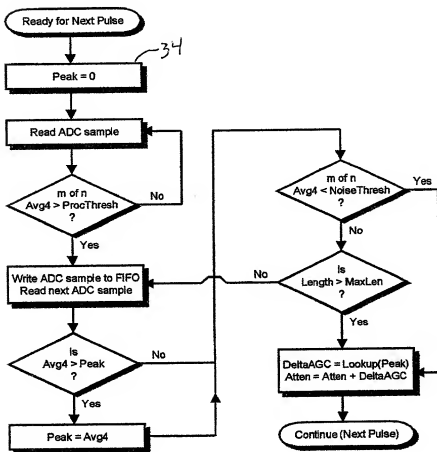 Ready for Next Pulse
34
Peak = 0
Read ADC sample
m of n
Avg4 > ProcThresh
?
No
Yes
Write ADC sample to FIFO
Read next ADC sample
Is
Avg4 > Peak
?
No
Yes
Peak = Avg4
m of n
Avg4 < NoiseThresh
?
Yes
No
Is
Length > MaxLen
?
No
Yes
DeltaAGC = Lookup(Peak)
Atten = Atten + DeltaAGC
Continue (Next Pulse)